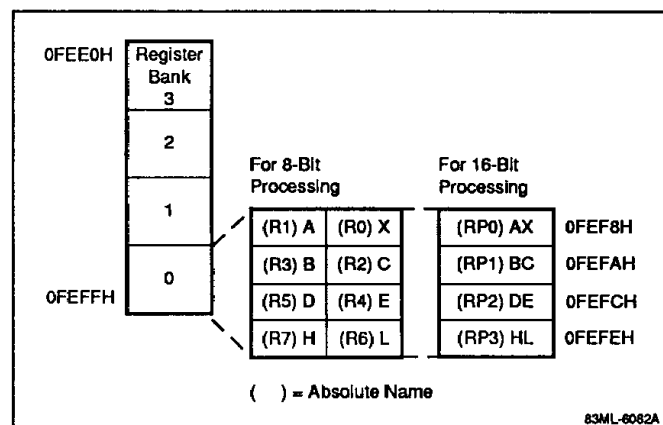 0FEE0H
Register
Bank
3
2
1
0
0FEFFH
For 8-Bit
Processing
For 16-Bit
Processing
(R1) A (R0) X (RP0) AX 0FEF8H
(R3) B (R2) C (RP1) BC 0FEFAH
(R5) D (R4) E (RP2) DE 0FEFCH
(R7) H (R6) L (RP3) HL 0FEFEH
( ) = Absolute Name
83ML-6082A